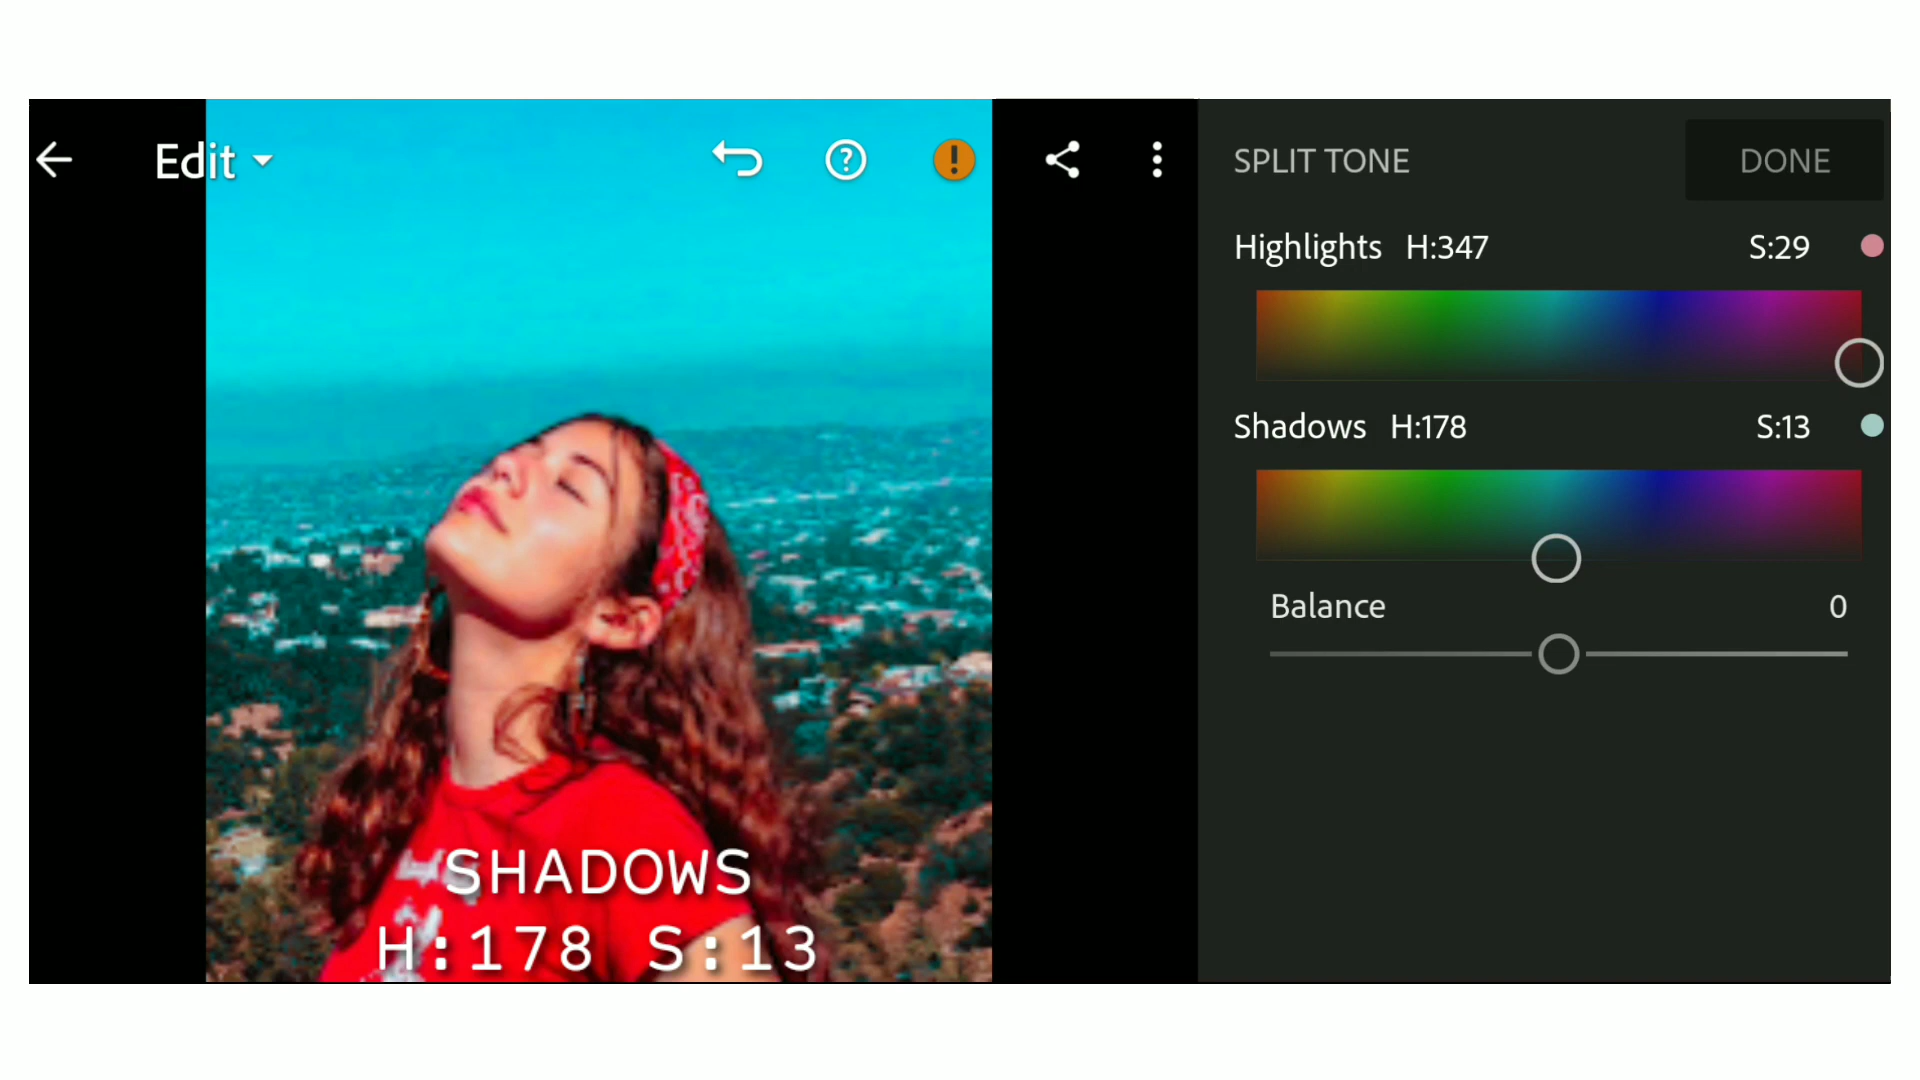 Edit
SPLIT TONE
DONE
Highlights H:347 S:29
Shadows H:178 S:13
Balance 0
SHADOWS
H:178 S:13